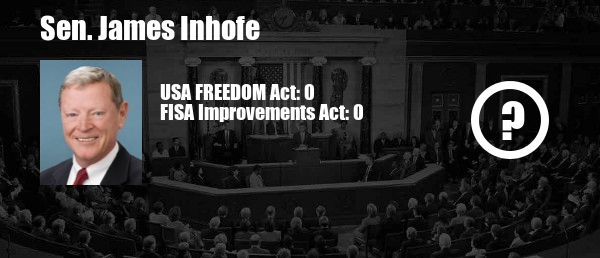 Sen. James Inhofe
USA FREEDOM Act: 0
FISA Improvements Act: 0
?